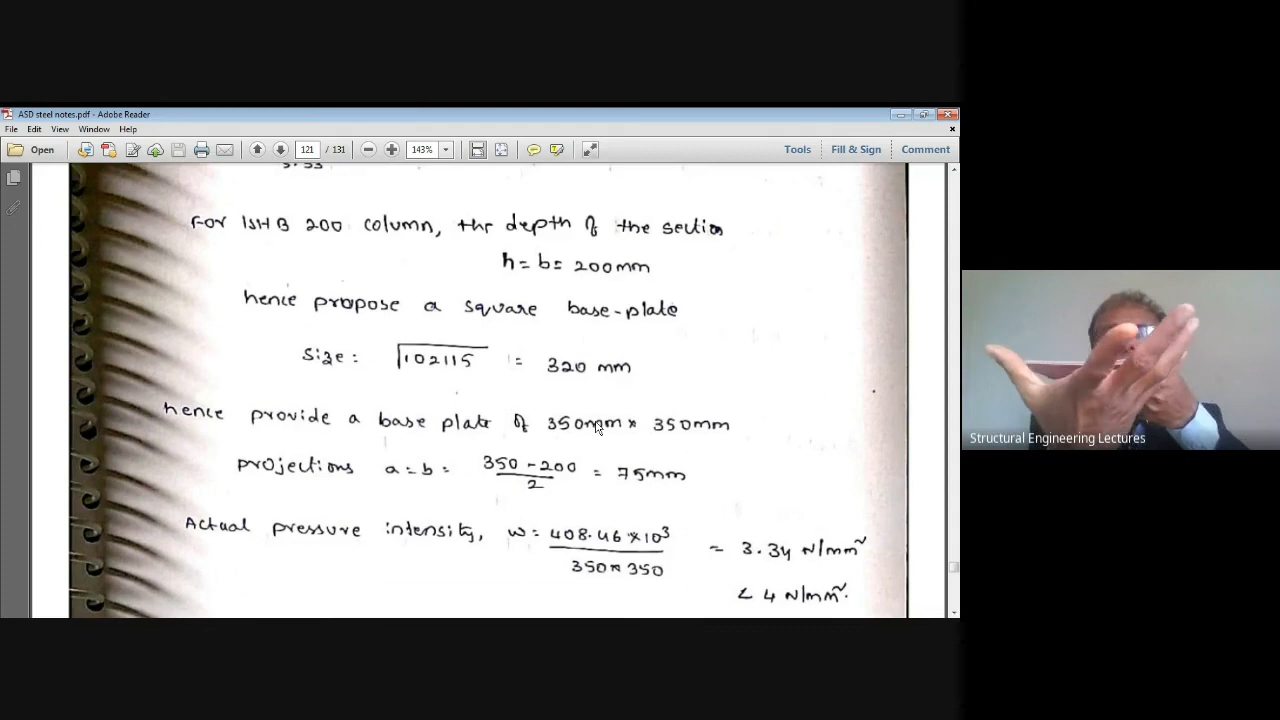 ASD steel notes.pdf - Adobe Reader
File Edit View Window Help
Open 121 / 131 143% Tools Fill & Sign Comment
For ISHB 200 column, the depth of the section
h = b = 200mm
hence propose a square base-plate
Size : √102115 = 320 mm
hence provide a base plate of 350mm × 350mm
projections a = b = 350 - 200 / 2 = 75mm
Actual pressure intensity, w = 408.46 × 10³ / 350 × 350 = 3.34 N/mm²
< 4 N/mm².
Structural Engineering Lectures